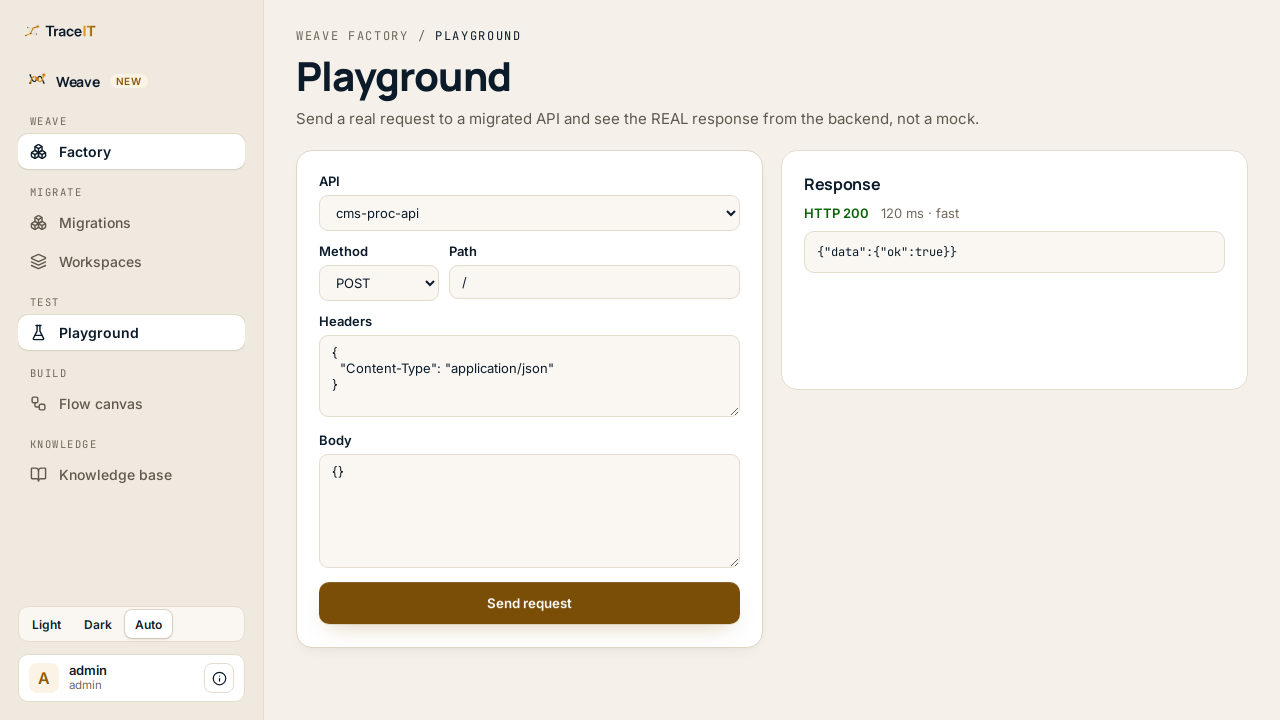 TraceIT
Weave NEW
WEAVE
Factory
MIGRATE
Migrations
Workspaces
TEST
Playground
BUILD
Flow canvas
KNOWLEDGE
Knowledge base
Light Dark Auto
A
admin
admin
WEAVE FACTORY / PLAYGROUND
Playground
Send a real request to a migrated API and see the REAL response from the backend, not a mock.
API
cms-proc-api
Method Path
POST /
Headers
{
"Content-Type": "application/json"
}
Body
{}
Send request
Response
HTTP 200 120 ms · fast
{"data":{"ok":true}}